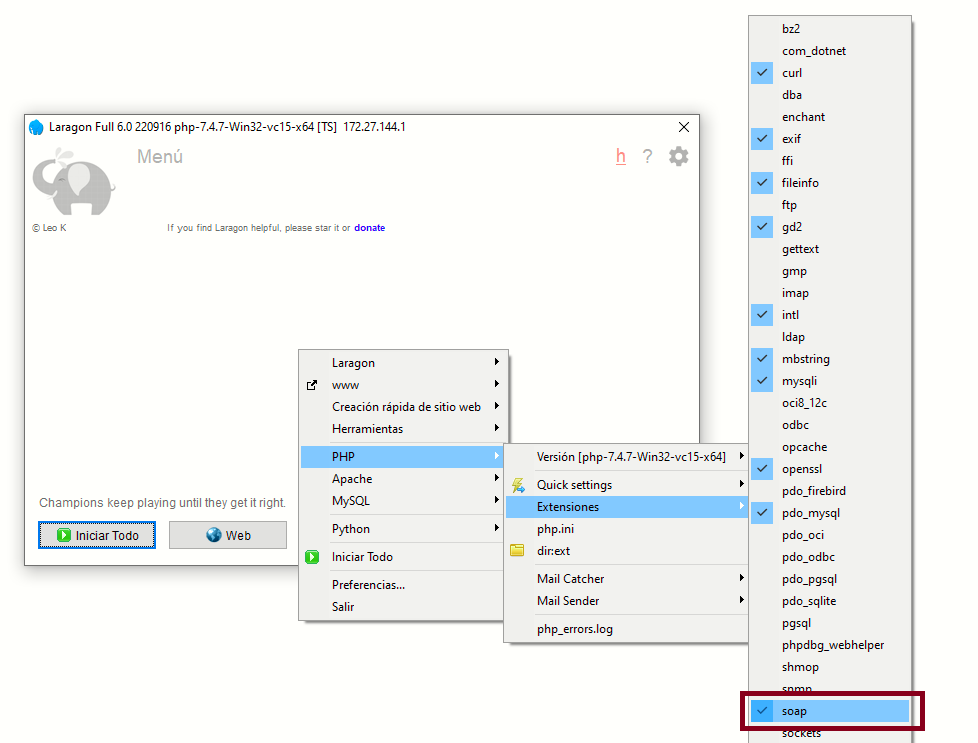 Laragon Full 6.0 220916 php-7.4.7-Win32-vc15-x64 [TS] 172.27.144.1
Menú
h
?
© Leo K
If you find Laragon helpful, please star it or donate
Champions keep playing until they get it right.
Iniciar Todo
Web
Laragon
www
Creación rápida de sitio web
Herramientas
PHP
Apache
MySQL
Python
Iniciar Todo
Preferencias...
Salir
Versión [php-7.4.7-Win32-vc15-x64]
Quick settings
Extensiones
php.ini
dir:ext
Mail Catcher
Mail Sender
php_errors.log
bz2
com_dotnet
curl
dba
enchant
exif
ffi
fileinfo
ftp
gd2
gettext
gmp
imap
intl
ldap
mbstring
mysqli
oci8_12c
odbc
opcache
openssl
pdo_firebird
pdo_mysql
pdo_oci
pdo_odbc
pdo_pgsql
pdo_sqlite
pgsql
phpdbg_webhelper
shmop
snmp
soap
sockets